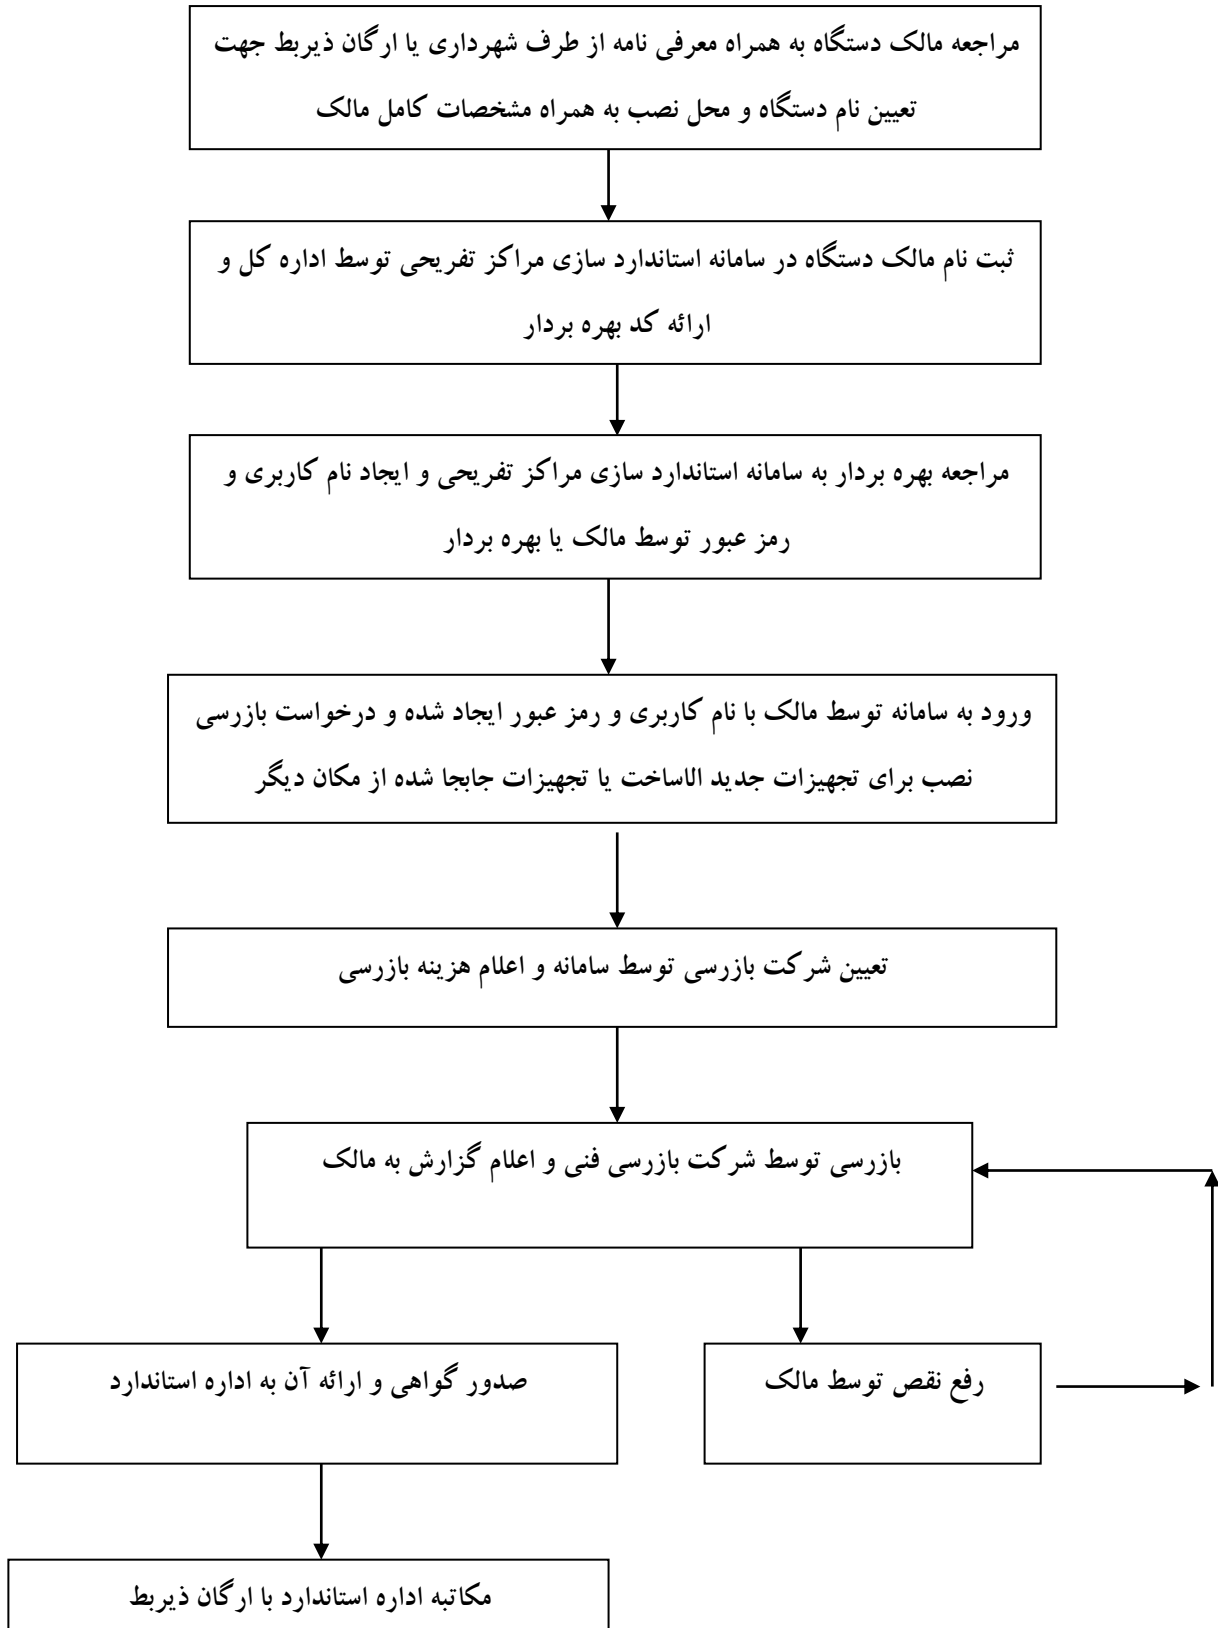 مراجعه مالک دستگاه به همراه معرفی نامه از طرف شهرداری یا ارگان ذیربط جهت
تعیین نام دستگاه و محل نصب به همراه مشخصات کامل مالک
ثبت نام مالک دستگاه در سامانه استاندارد سازی مراکز تفریحی توسط اداره کل و
ارائه کد بهره بردار
مراجعه بهره بردار به سامانه استاندارد سازی مراکز تفریحی و ایجاد نام کاربری و
رمز عبور توسط مالک یا بهره بردار
ورود به سامانه توسط مالک با نام کاربری و رمز عبور ایجاد شده و درخواست بازرسی
نصب برای تجهیزات جدید الاساخت یا تجهیزات جابجا شده از مکان دیگر
تعیین شرکت بازرسی توسط سامانه و اعلام هزینه بازرسی
بازرسی توسط شرکت بازرسی فنی و اعلام گزارش به مالک
رفع نقص توسط مالک
صدور گواهی و ارائه آن به اداره استاندارد
مکاتبه اداره استاندارد با ارگان ذیربط